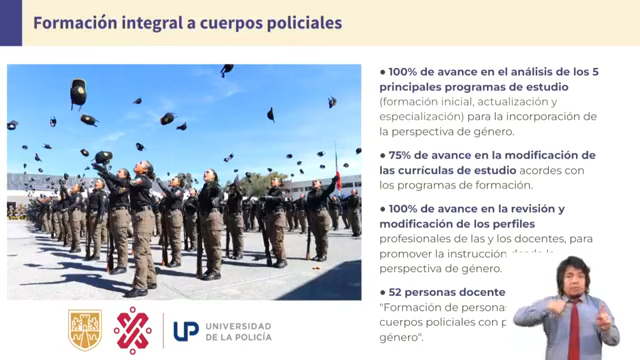 Formación integral a cuerpos policiales
● 100% de avance en el análisis de los 5
principales programas de estudio
(formación inicial, actualización y
especialización) para la incorporación de
la perspectiva de género.
● 75% de avance en la modificación de
las currículas de estudio acordes con
los programas de formación.
● 100% de avance en la revisión y
modificación de los perfiles
profesionales de las y los docentes, para
promover la instrucción desde la
perspectiva de género.
● 52 personas docente
"Formación de personas
cuerpos policiales con p
género".
UP UNIVERSIDAD
DE LA POLICÍA